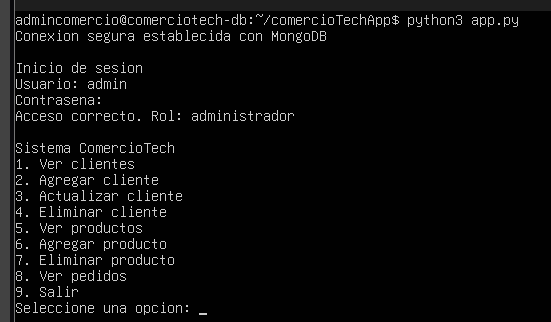 admincomercio@comerciotech-db:~/comercioTechApp$ python3 app.py
Conexion segura establecida con MongoDB
Inicio de sesion
Usuario: admin
Contrasena:
Acceso correcto. Rol: administrador
Sistema ComercioTech
1. Ver clientes
2. Agregar cliente
3. Actualizar cliente
4. Eliminar cliente
5. Ver productos
6. Agregar producto
7. Eliminar producto
8. Ver pedidos
9. Salir
Seleccione una opcion: _